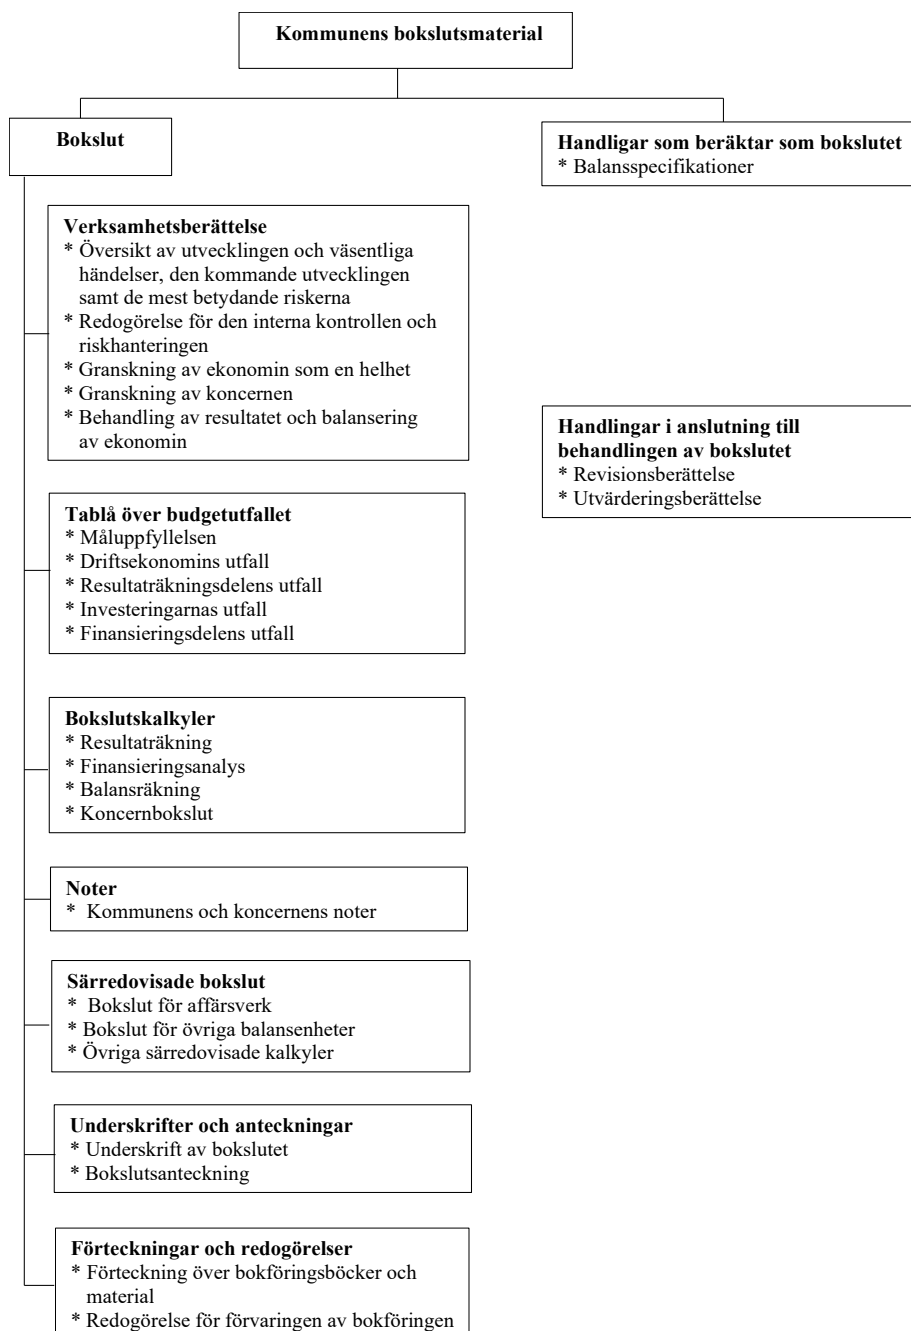 Kommunens bokslutsmaterial
Bokslut
Handligar som beräktar som bokslutet
* Balansspecifikationer
Verksamhetsberättelse
* Översikt av utvecklingen och väsentliga
händelser, den kommande utvecklingen
samt de mest betydande riskerna
* Redogörelse för den interna kontrollen och
riskhanteringen
* Granskning av ekonomin som en helhet
* Granskning av koncernen
* Behandling av resultatet och balansering
av ekonomin
Handlingar i anslutning till
behandlingen av bokslutet
* Revisionsberättelse
* Utvärderingsberättelse
Tablå över budgetutfallet
* Måluppfyllelsen
* Driftsekonomins utfall
* Resultaträkningsdelens utfall
* Investeringarnas utfall
* Finansieringsdelens utfall
Bokslutskalkyler
* Resultaträkning
* Finansieringsanalys
* Balansräkning
* Koncernbokslut
Noter
* Kommunens och koncernens noter
Särredovisade bokslut
* Bokslut för affärsverk
* Bokslut för övriga balansenheter
* Övriga särredovisade kalkyler
Underskrifter och anteckningar
* Underskrift av bokslutet
* Bokslutsanteckning
Förteckningar och redogörelser
* Förteckning över bokföringsböcker och
material
* Redogörelse för förvaringen av bokföringen